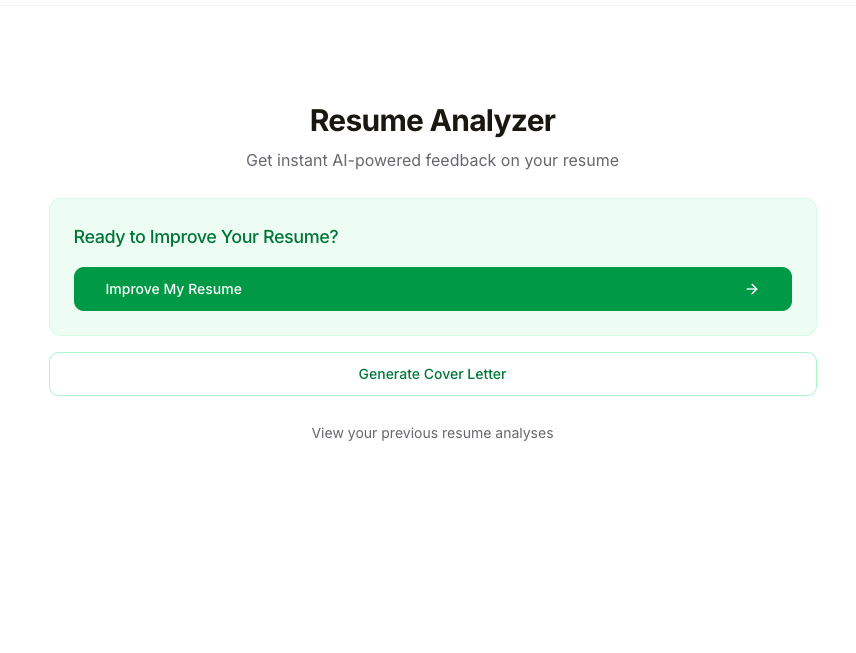 Resume Analyzer
Get instant AI-powered feedback on your resume
Ready to Improve Your Resume?
Improve My Resume
Generate Cover Letter
View your previous resume analyses